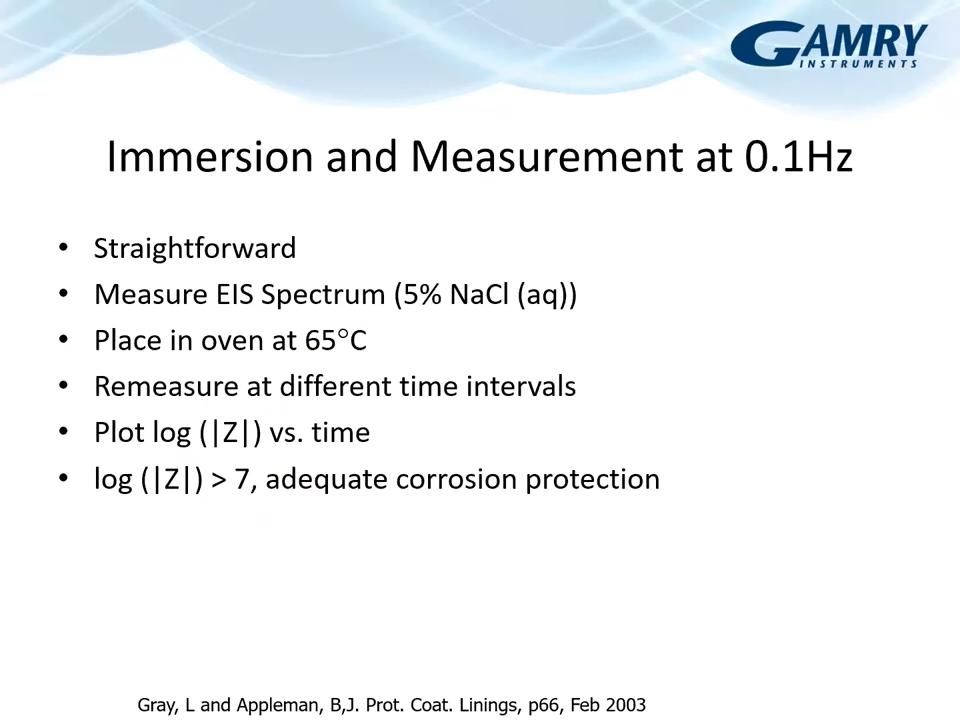 GAMRY
INSTRUMENTS
Immersion and Measurement at 0.1Hz
• Straightforward
• Measure EIS Spectrum (5% NaCl (aq))
• Place in oven at 65°C
• Remeasure at different time intervals
• Plot log (|Z|) vs. time
• log (|Z|) > 7, adequate corrosion protection
Gray, L and Appleman, B,J. Prot. Coat. Linings, p66, Feb 2003